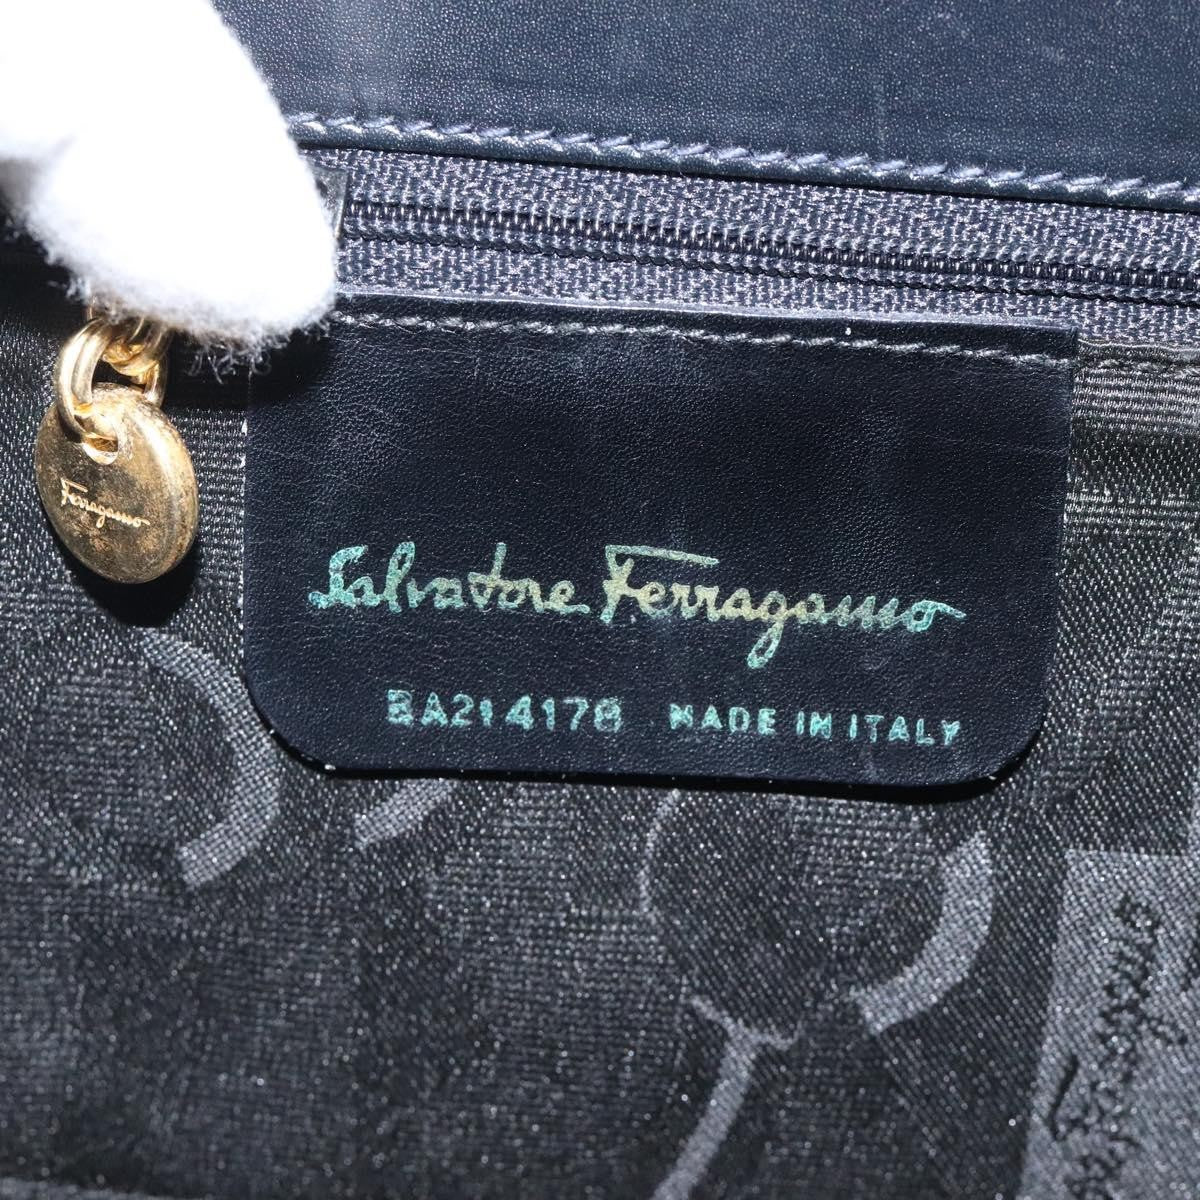 Ferragamo
Salvatore Ferragamo
BA21 4178 MADE IN ITALY